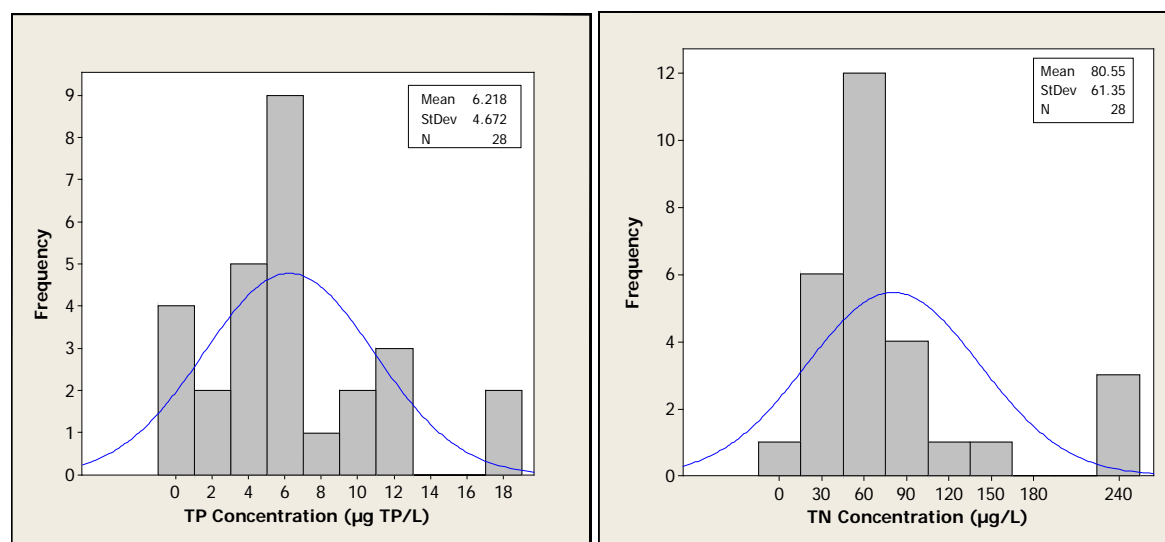 Mean 6.218
StDev 4.672
N 28
9
8
7
6
5
4
3
2
1
0
Frequency
0 2 4 6 8 10 12 14 16 18
TP Concentration (µg TP/L)
Mean 80.55
StDev 61.35
N 28
12
10
8
6
4
2
0
Frequency
0 30 60 90 120 150 180 240
TN Concentration (µg/L)